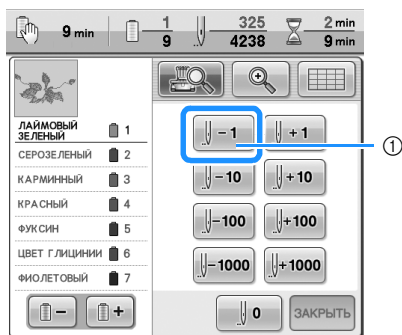 9 min
1
9
325
4238
2 min
9 min
ЛАЙМОВЫЙ ЗЕЛЕНЫЙ 1
СЕРОЗЕЛЕНЫЙ 2
КАРМИННЫЙ 3
КРАСНЫЙ 4
ФУКСИН 5
ЦВЕТ ГЛИЦИНИИ 6
ФИОЛЕТОВЫЙ 7
− 1
+ 1
①
− 10
+ 10
−100
+100
−1000
+1000
−
+
0
ЗАКРЫТЬ